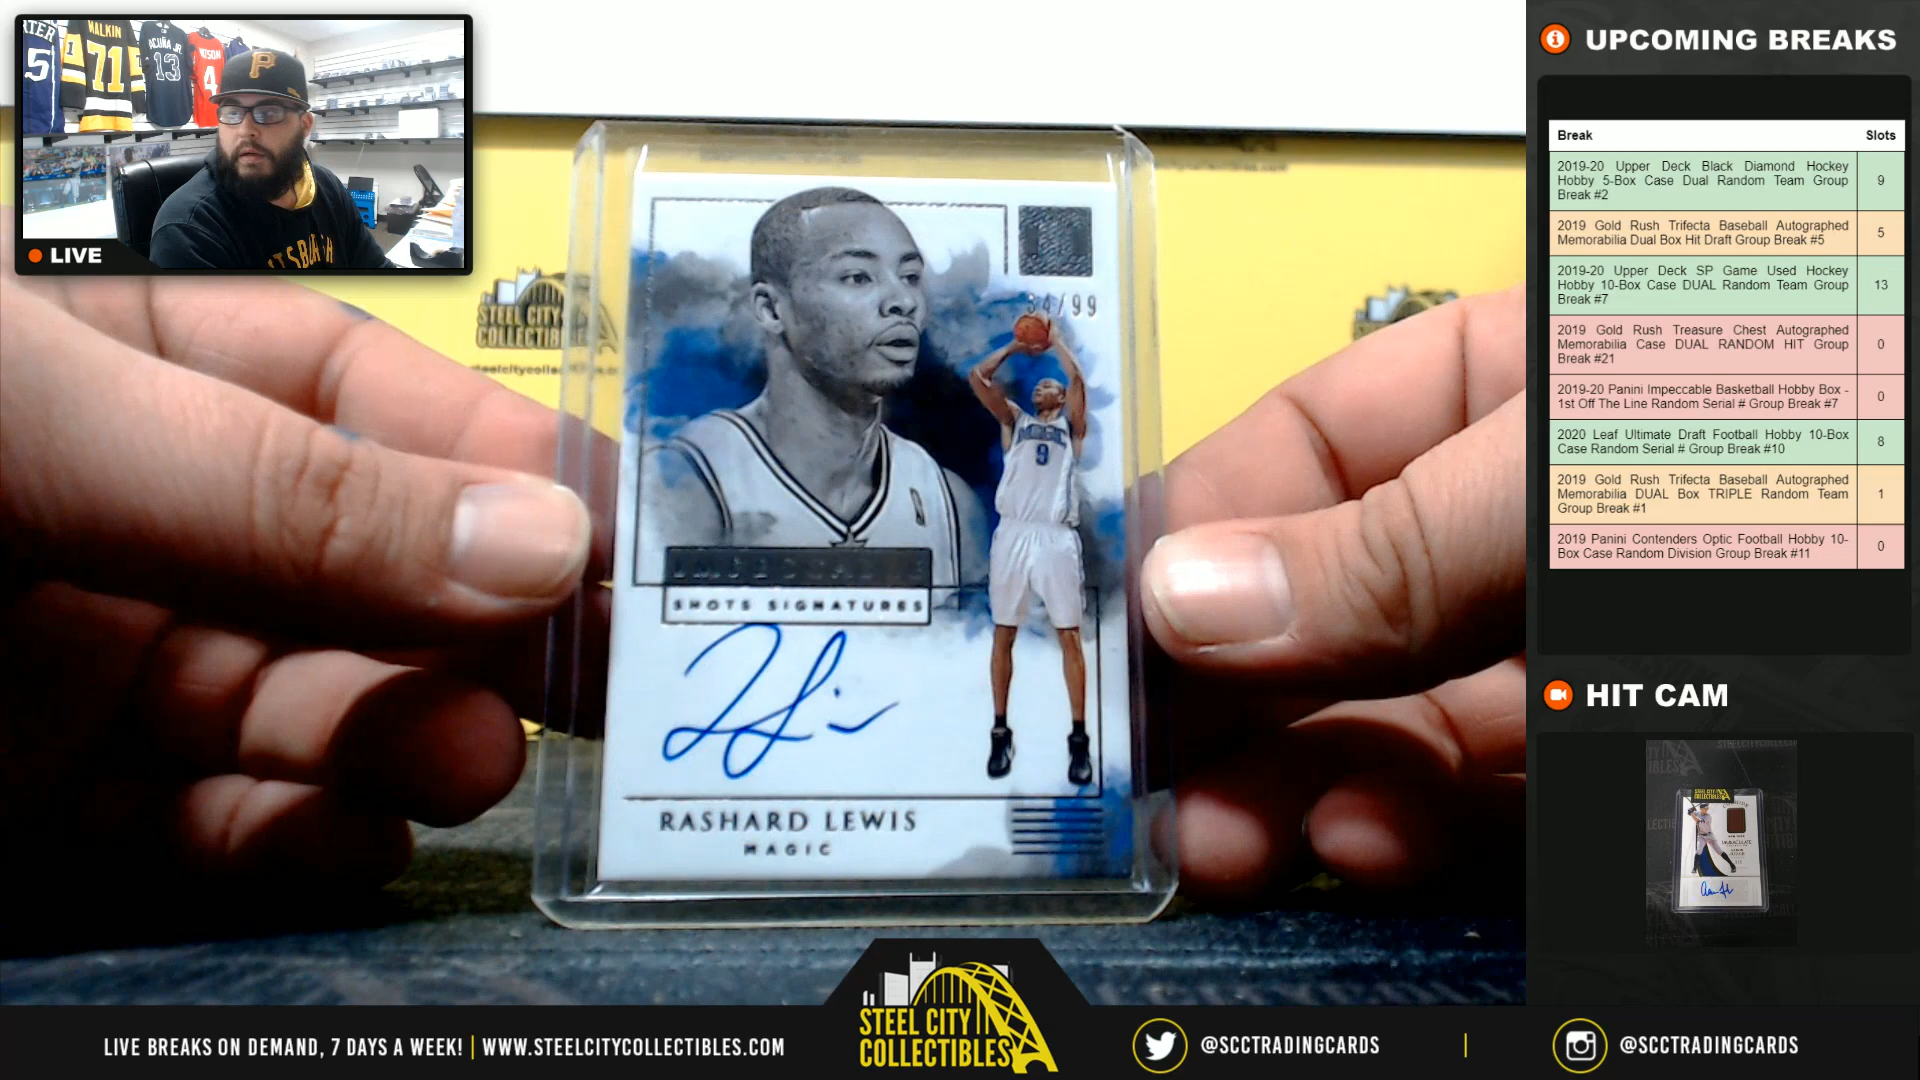 TER
5
MALKIN
71
ACUÑA JR
13
4
P
LIVE
STEEL CITY
COLLECTIB
34/99
MAGIC
9
SHOTS SIGNATURES
RASHARD LEWIS
MAGIC
UPCOMING BREAKS
Break Slots
2019-20 Upper Deck Black Diamond Hockey
Hobby 5-Box Case Dual Random Team Group
Break #2
9
2019 Gold Rush Trifecta Baseball Autographed
Memorabilia Dual Box Hit Draft Group Break #5
5
2019-20 Upper Deck SP Game Used Hockey
Hobby 10-Box Case DUAL Random Team Group
Break #7
13
2019 Gold Rush Treasure Chest Autographed
Memorabilia Case DUAL RANDOM HIT Group
Break #21
0
2019-20 Panini Impeccable Basketball Hobby Box -
1st Off The Line Random Serial # Group Break #7
0
2020 Leaf Ultimate Draft Football Hobby 10-Box
Case Random Serial # Group Break #10
8
2019 Gold Rush Trifecta Baseball Autographed
Memorabilia DUAL Box TRIPLE Random Team
Group Break #1
1
2019 Panini Contenders Optic Football Hobby 10-
Box Case Random Division Group Break #11
0
HIT CAM
LIVE BREAKS ON DEMAND, 7 DAYS A WEEK! | WWW.STEELCITYCOLLECTIBLES.COM
STEEL CITY
COLLECTIBLES
@SCCTRADINGCARDS
@SCCTRADINGCARDS